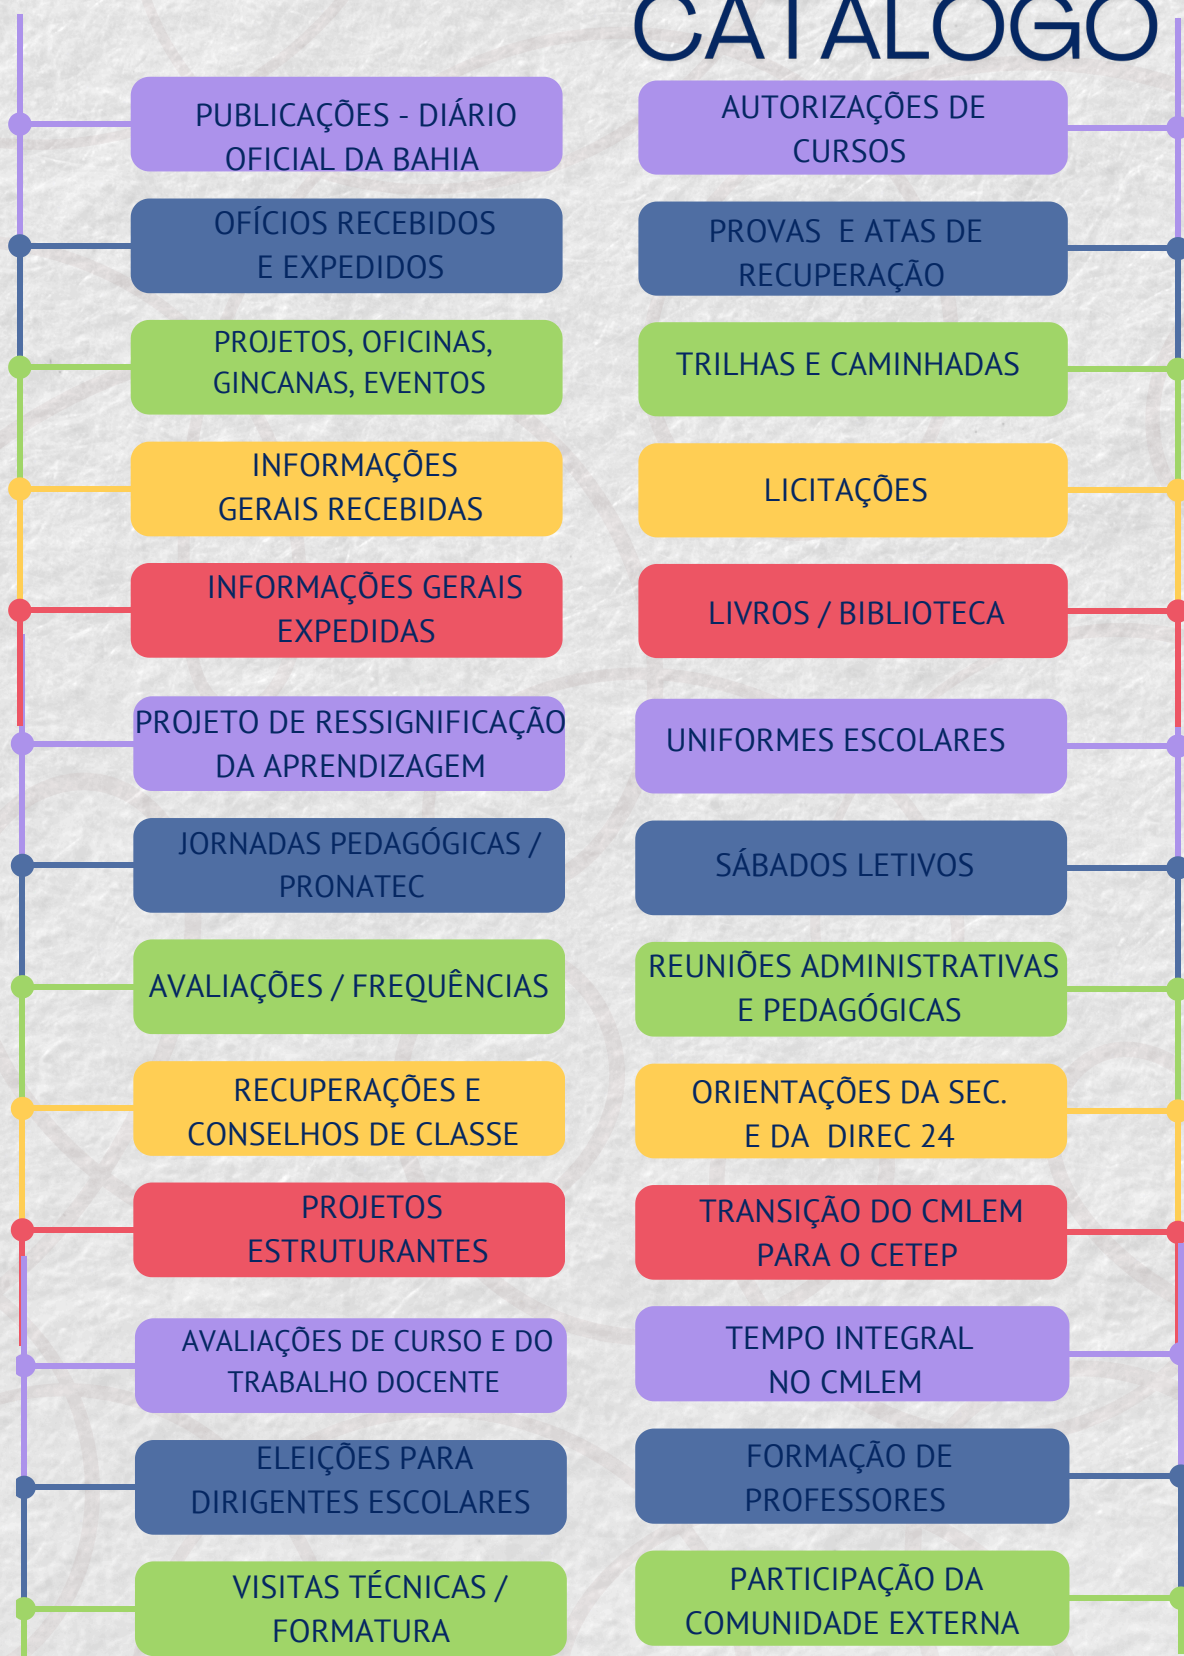 CATÁLOGO
PUBLICAÇÕES - DIÁRIO
OFICIAL DA BAHIA
OFÍCIOS RECEBIDOS
E EXPEDIDOS
PROJETOS, OFICINAS,
GINCANAS, EVENTOS
INFORMAÇÕES
GERAIS RECEBIDAS
INFORMAÇÕES GERAIS
EXPEDIDAS
PROJETO DE RESSIGNIFICAÇÃO
DA APRENDIZAGEM
JORNADAS PEDAGÓGICAS /
PRONATEC
AVALIAÇÕES / FREQUÊNCIAS
RECUPERAÇÕES E
CONSELHOS DE CLASSE
PROJETOS
ESTRUTURANTES
AVALIAÇÕES DE CURSO E DO
TRABALHO DOCENTE
ELEIÇÕES PARA
DIRIGENTES ESCOLARES
VISITAS TÉCNICAS /
FORMATURA
AUTORIZAÇÕES DE
CURSOS
PROVAS  E ATAS DE
RECUPERAÇÃO
TRILHAS E CAMINHADAS
LICITAÇÕES
LIVROS / BIBLIOTECA
UNIFORMES ESCOLARES
SÁBADOS LETIVOS
REUNIÕES ADMINISTRATIVAS
E PEDAGÓGICAS
ORIENTAÇÕES DA SEC.
E DA  DIREC 24
TRANSIÇÃO DO CMLEM
PARA O CETEP
TEMPO INTEGRAL
NO CMLEM
FORMAÇÃO DE
PROFESSORES
PARTICIPAÇÃO DA
COMUNIDADE EXTERNA